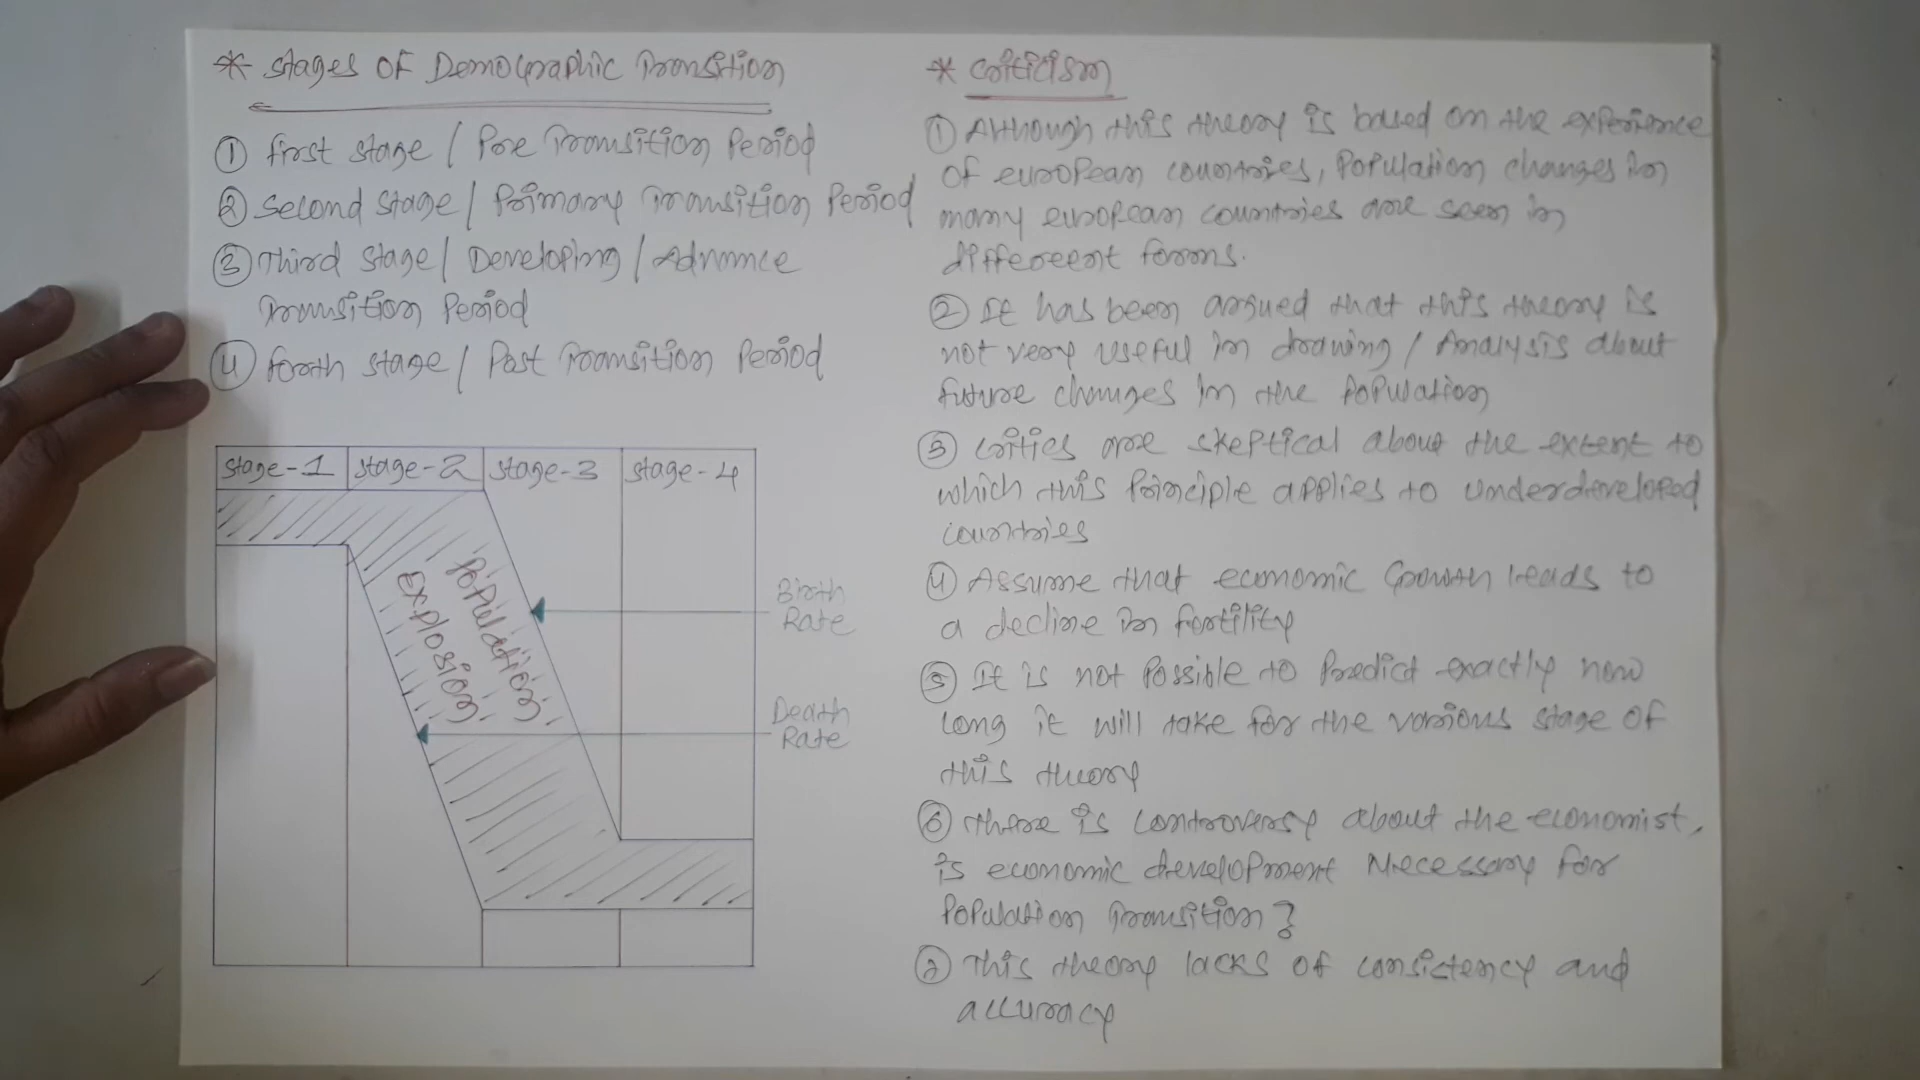 * Stages OF Demographic Transition
① first stage / Pre Transition Period
② Second stage / Primary Transition Period
③ Third stage / Developing / Advance
Transition Period
④ forth stage / Post Transition Period
stage-1 stage-2 stage-3 stage-4
Population
Explosion
Birth
Rate
Death
Rate
* Criticism
① Although this theory is based on the experience
of european countries, Population changes in
many european countries are seen in
differeent forms.
② It has been argued that this theory is
not very useful in drawing / Analysis about
future changes in the Population
③ Critics are skeptical about the extent to
which this Principle applies to underdeveloped
countries
④ Assume that economic Growth leads to
a decline in fertility
⑤ It is not Possible to Predict exactly how
long it will take for the various stage of
this theory
⑥ There is controversy about the economist,
is economic development Necessary for
Population Transition?
⑦ This theory lacks of consistency and
accuracy